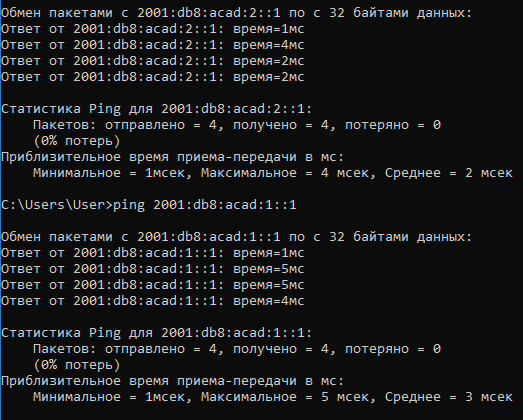 Обмен пакетами с 2001:db8:acad:2::1 по с 32 байтами данных:
Ответ от 2001:db8:acad:2::1: время=1мс
Ответ от 2001:db8:acad:2::1: время=4мс
Ответ от 2001:db8:acad:2::1: время=2мс
Ответ от 2001:db8:acad:2::1: время=2мс
Статистика Ping для 2001:db8:acad:2::1:
Пакетов: отправлено = 4, получено = 4, потеряно = 0
(0% потерь)
Приблизительное время приема-передачи в мс:
Минимальное = 1мсек, Максимальное = 4 мсек, Среднее = 2 мсек
C:\Users\User>ping 2001:db8:acad:1::1
Обмен пакетами с 2001:db8:acad:1::1 по с 32 байтами данных:
Ответ от 2001:db8:acad:1::1: время=1мс
Ответ от 2001:db8:acad:1::1: время=5мс
Ответ от 2001:db8:acad:1::1: время=5мс
Ответ от 2001:db8:acad:1::1: время=4мс
Статистика Ping для 2001:db8:acad:1::1:
Пакетов: отправлено = 4, получено = 4, потеряно = 0
(0% потерь)
Приблизительное время приема-передачи в мс:
Минимальное = 1мсек, Максимальное = 5 мсек, Среднее = 3 мсек